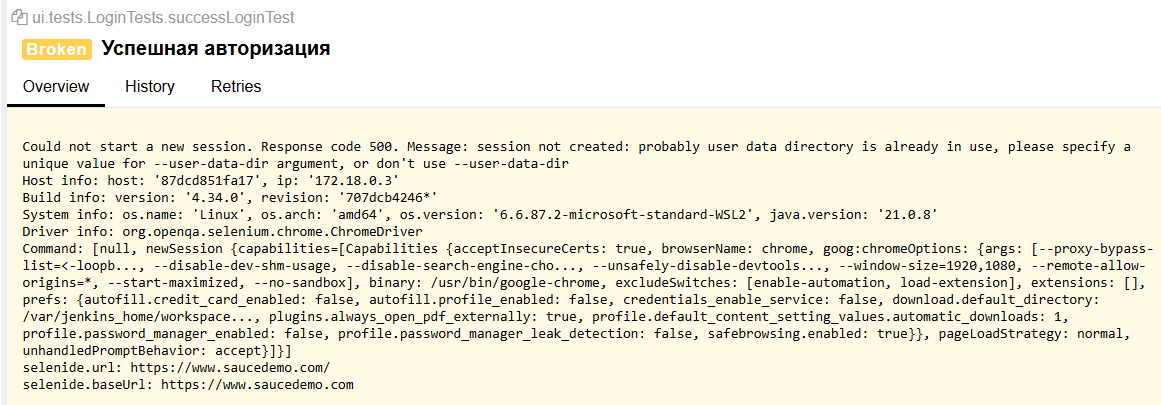 ui.tests.LoginTests.successLoginTest
Broken Успешная авторизация
Overview History Retries
Could not start a new session. Response code 500. Message: session not created: probably user data directory is already in use, please specify a
unique value for --user-data-dir argument, or don't use --user-data-dir
Host info: host: '87dcd851fa17', ip: '172.18.0.3'
Build info: version: '4.34.0', revision: '707dcb4246*'
System info: os.name: 'Linux', os.arch: 'amd64', os.version: '6.6.87.2-microsoft-standard-WSL2', java.version: '21.0.8'
Driver info: org.openqa.selenium.chrome.ChromeDriver
Command: [null, newSession {capabilities=[Capabilities {acceptInsecureCerts: true, browserName: chrome, goog:chromeOptions: {args: [--proxy-bypass-
list=<-loopb..., --disable-dev-shm-usage, --disable-search-engine-cho..., --unsafely-disable-devtools..., --window-size=1920,1080, --remote-allow-
origins=*, --start-maximized, --no-sandbox], binary: /usr/bin/google-chrome, excludeSwitches: [enable-automation, load-extension], extensions: [],
prefs: {autofill.credit_card_enabled: false, autofill.profile_enabled: false, credentials_enable_service: false, download.default_directory:
/var/jenkins_home/workspace..., plugins.always_open_pdf_externally: true, profile.default_content_setting_values.automatic_downloads: 1,
profile.password_manager_enabled: false, profile.password_manager_leak_detection: false, safebrowsing.enabled: true}}, pageLoadStrategy: normal,
unhandledPromptBehavior: accept}]}]
selenide.url: https://www.saucedemo.com/
selenide.baseUrl: https://www.saucedemo.com